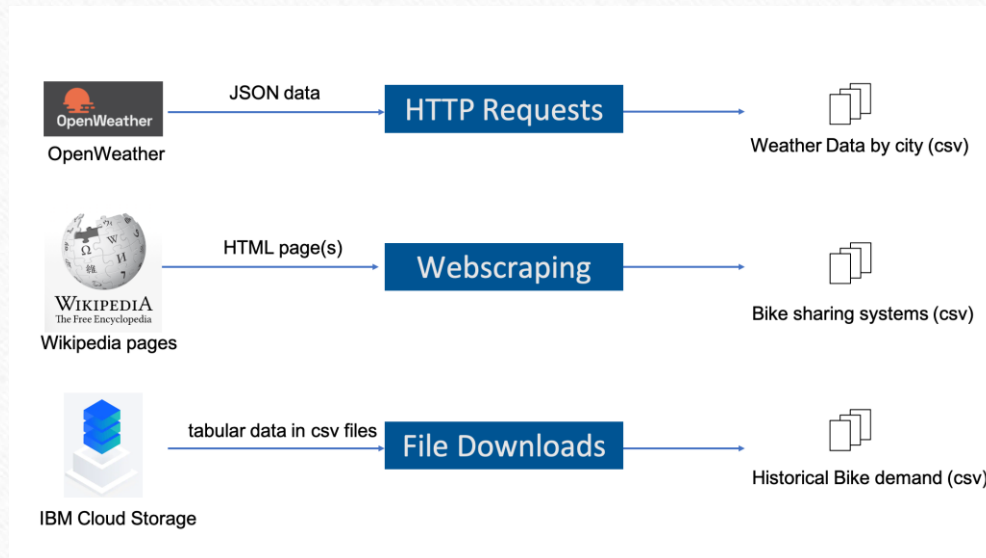 JSON data
OpenWeather
HTTP Requests
OpenWeather
Weather Data by city (csv)
HTML page(s)
Ω
W
И
維
WIKIPEDIA
The Free Encyclopedia
Webscraping
Wikipedia pages
Bike sharing systems (csv)
tabular data in csv files
File Downloads
IBM Cloud Storage
Historical Bike demand (csv)